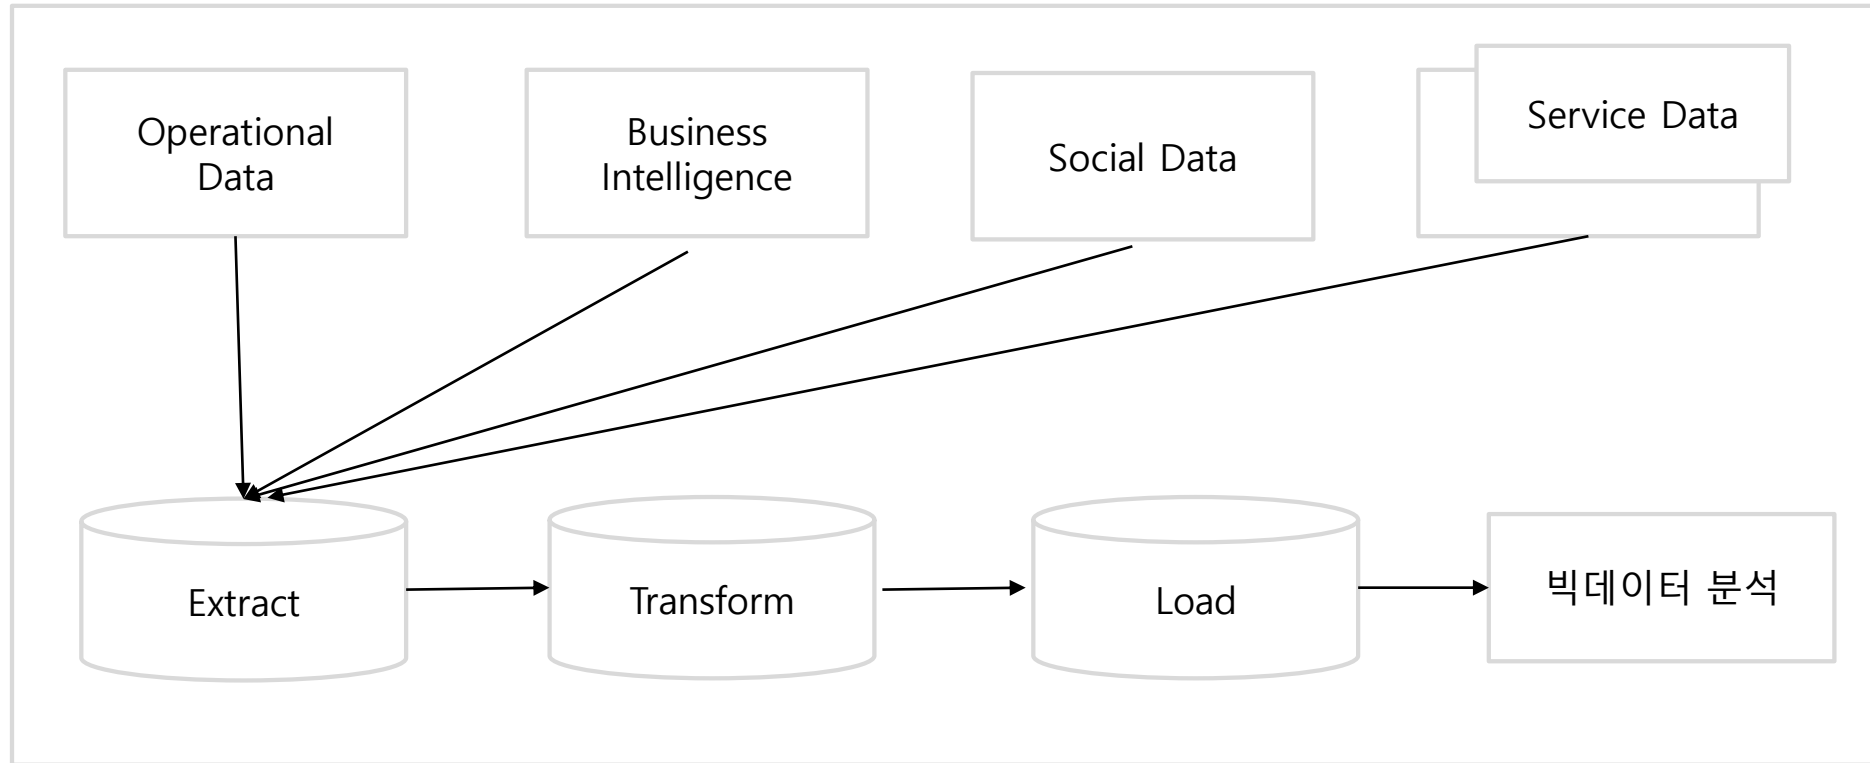 Operational
Data
Business
Intelligence
Social Data
Service Data
Extract
Transform
Load
빅데이터 분석